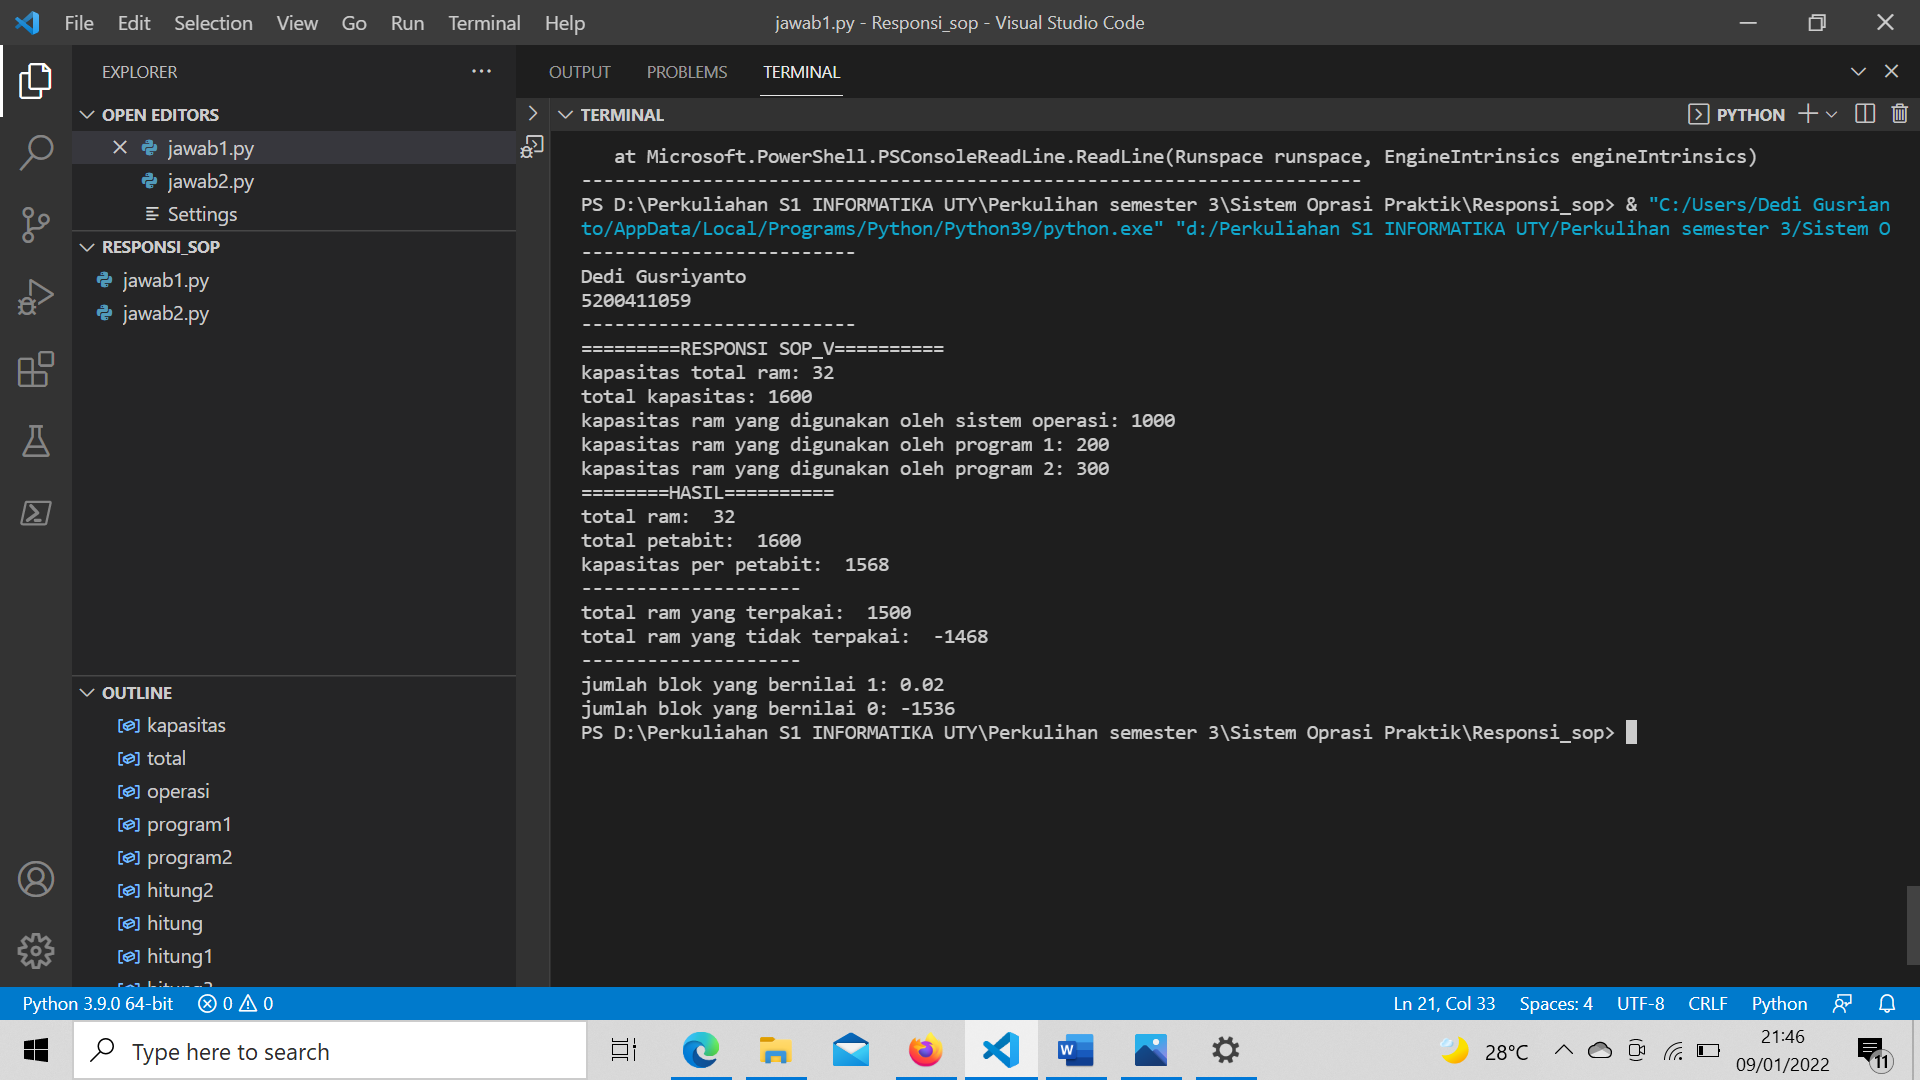 File Edit Selection View Go Run Terminal Help
jawab1.py - Responsi_sop - Visual Studio Code
EXPLORER
OPEN EDITORS
jawab1.py
jawab2.py
Settings
RESPONSI_SOP
jawab1.py
jawab2.py
OUTLINE
kapasitas
total
operasi
program1
program2
hitung2
hitung
hitung1
OUTPUT PROBLEMS TERMINAL
TERMINAL
PYTHON
at Microsoft.PowerShell.PSConsoleReadLine.ReadLine(Runspace runspace, EngineIntrinsics engineIntrinsics)
-----------------------------------------------------------------------
PS D:\Perkuliahan S1 INFORMATIKA UTY\Perkulihan semester 3\Sistem Oprasi Praktik\Responsi_sop> & "C:/Users/Dedi Gusrian
to/AppData/Local/Programs/Python/Python39/python.exe" "d:/Perkuliahan S1 INFORMATIKA UTY/Perkulihan semester 3/Sistem O
-------------------------
Dedi Gusriyanto
5200411059
-------------------------
=========RESPONSI SOP_V==========
kapasitas total ram: 32
total kapasitas: 1600
kapasitas ram yang digunakan oleh sistem operasi: 1000
kapasitas ram yang digunakan oleh program 1: 200
kapasitas ram yang digunakan oleh program 2: 300
========HASIL==========
total ram:  32
total petabit:  1600
kapasitas per petabit:  1568
--------------------
total ram yang terpakai:  1500
total ram yang tidak terpakai:  -1468
--------------------
jumlah blok yang bernilai 1: 0.02
jumlah blok yang bernilai 0: -1536
PS D:\Perkuliahan S1 INFORMATIKA UTY\Perkulihan semester 3\Sistem Oprasi Praktik\Responsi_sop>
Python 3.9.0 64-bit 0 0
Ln 21, Col 33 Spaces: 4 UTF-8 CRLF Python
Type here to search
28°C
21:46
09/01/2022
11